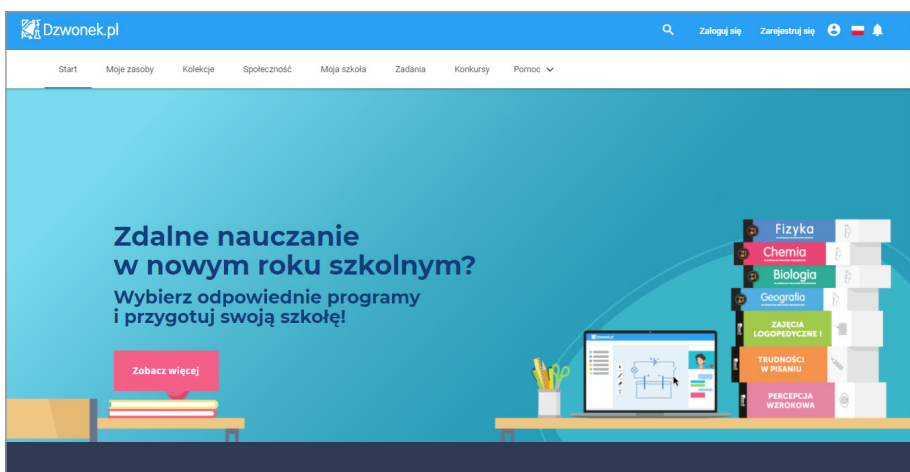 Dzwonek.pl
Zaloguj się
Zarejestruj się
Start
Moje zasoby
Kolekcje
Społeczność
Moja szkoła
Zadania
Konkursy
Pomoc
Zdalne nauczanie
w nowym roku szkolnym?
Wybierz odpowiednie programy
i przygotuj swoją szkołę!
Zobacz więcej
Fizyka
Chemia
Biologia
Geografia
ZAJĘCIA
LOGOPEDYCZNE I
TRUDNOŚCI
W PISANIU
PERCEPCJA
WZROKOWA